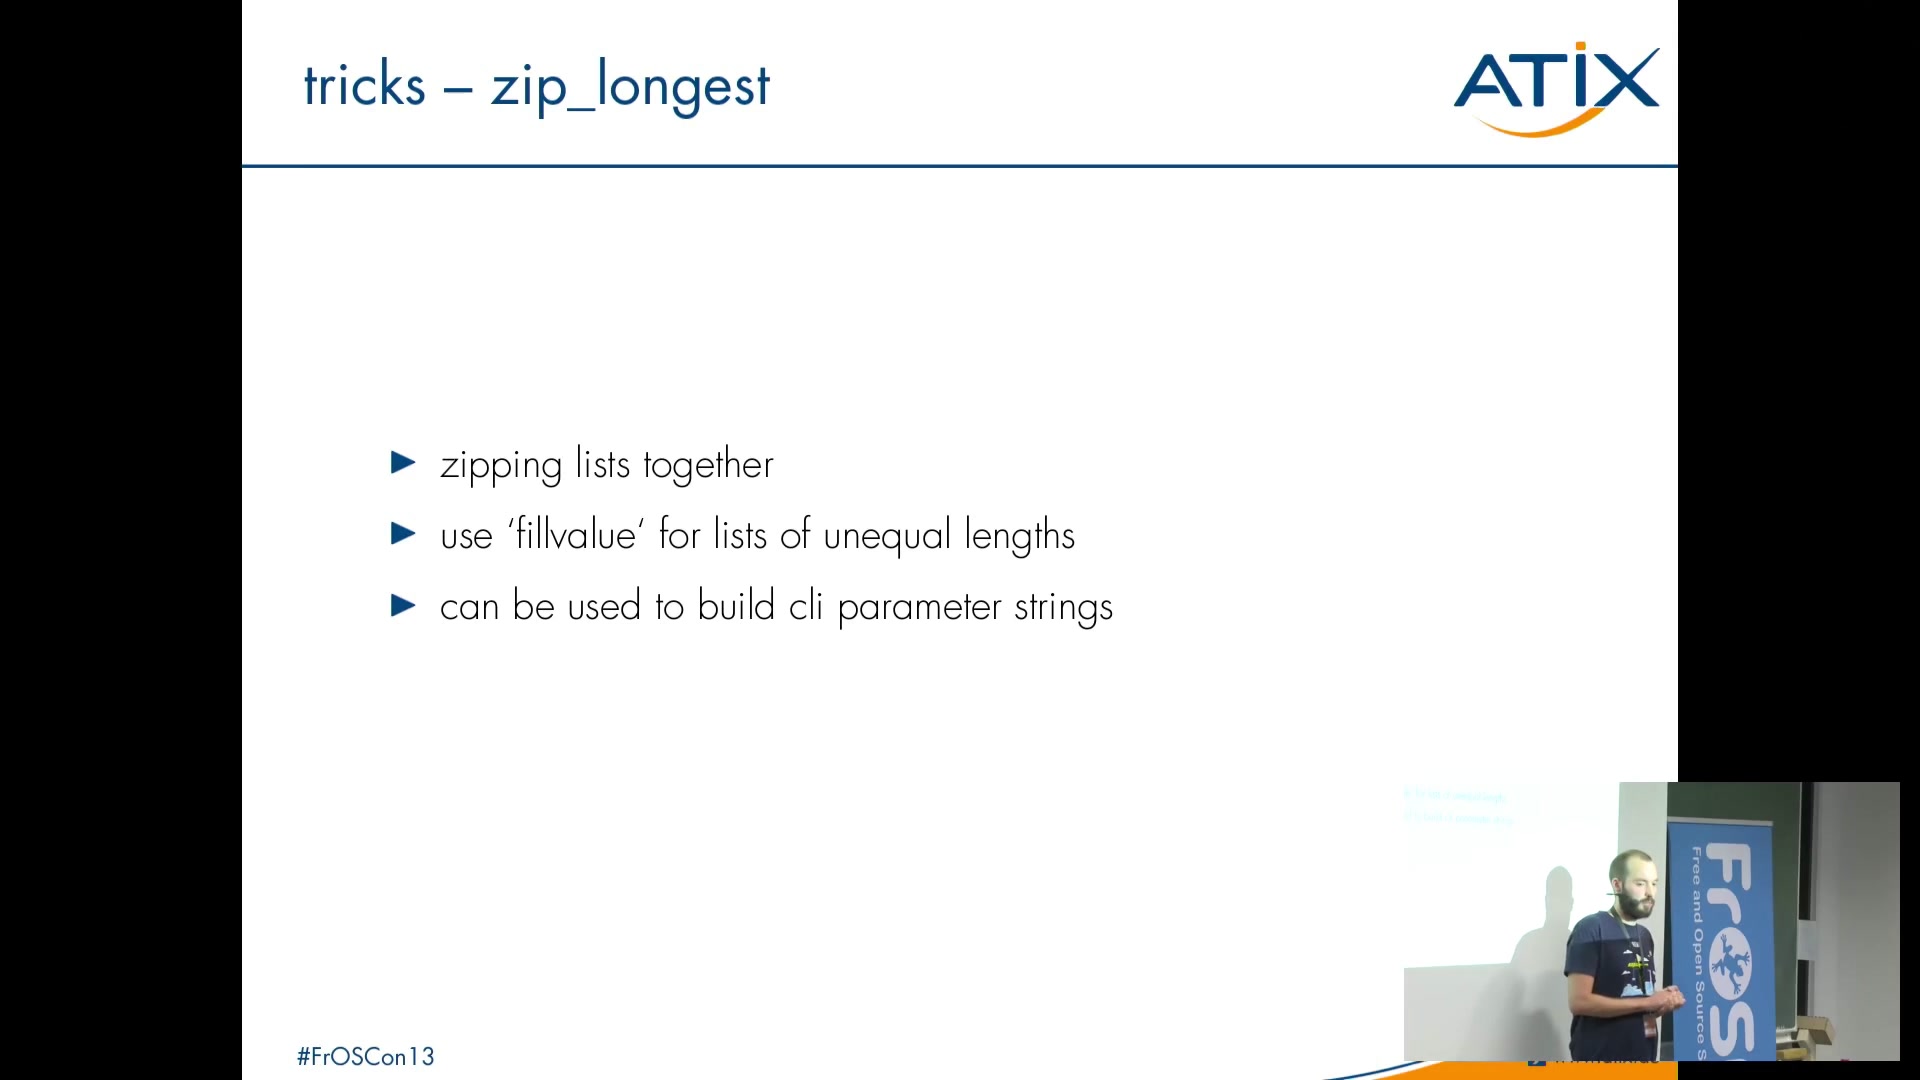 tricks – zip_longest
ATIX
zipping lists together
use ‘fillvalue‘ for lists of unequal lengths
can be used to build cli parameter strings
#FrOSCon13
FrOS
Free and Open Source S